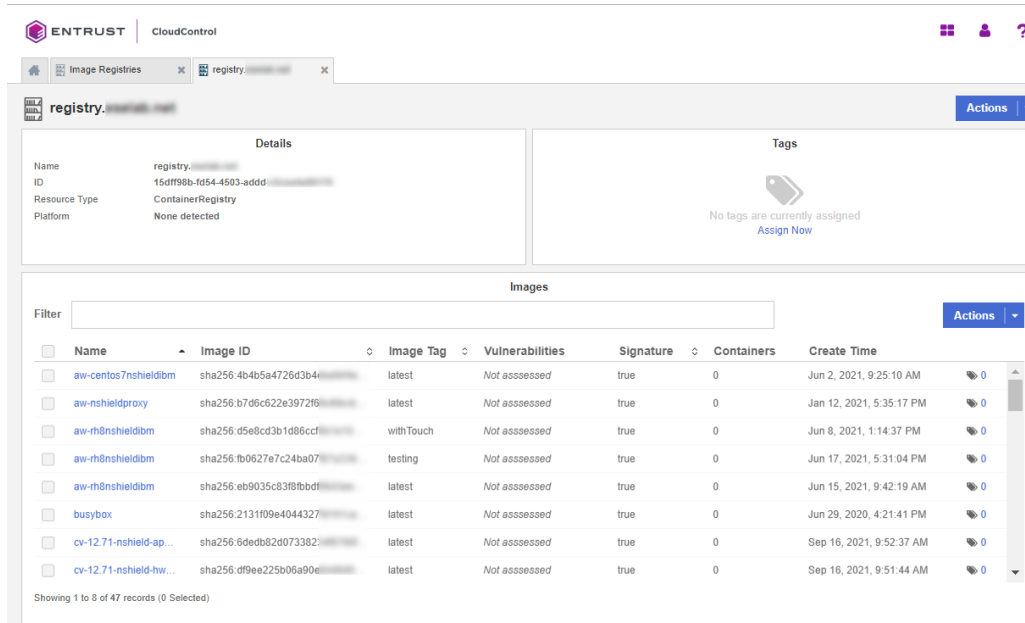 ENTRUST CloudControl ?
Image Registries registry.
registry. Actions
Details
Name registry.
ID 15dff98b-fd54-4503-addd-
Resource Type ContainerRegistry
Platform None detected
Tags
No tags are currently assigned
Assign Now
Images
Filter Actions
Name Image ID Image Tag Vulnerabilities Signature Containers Create Time
aw-centos7nshieldibm sha256:4b4b5a4726d3b4 latest Not asssessed true 0 Jun 2, 2021, 9:25:10 AM 0
aw-nshieldproxy sha256:b7d6c622e3972f6 latest Not asssessed true 0 Jan 12, 2021, 5:35:17 PM 0
aw-rh8nshieldibm sha256:d5e8cd3b1d86ccf withTouch Not asssessed true 0 Jun 8, 2021, 1:14:37 PM 0
aw-rh8nshieldibm sha256:fb0627e7c24ba07 testing Not asssessed true 0 Jun 17, 2021, 5:31:04 PM 0
aw-rh8nshieldibm sha256:eb9035c83f8fbbdf latest Not asssessed true 0 Jun 15, 2021, 9:42:19 AM 0
busybox sha256:2131f09e4044327 latest Not asssessed true 0 Jun 29, 2020, 4:21:41 PM 0
cv-12.71-nshield-ap... sha256:6dedb82d073382 latest Not asssessed true 0 Sep 16, 2021, 9:52:37 AM 0
cv-12.71-nshield-hw... sha256:df9ee225b06a90e latest Not asssessed true 0 Sep 16, 2021, 9:51:44 AM 0
Showing 1 to 8 of 47 records (0 Selected)